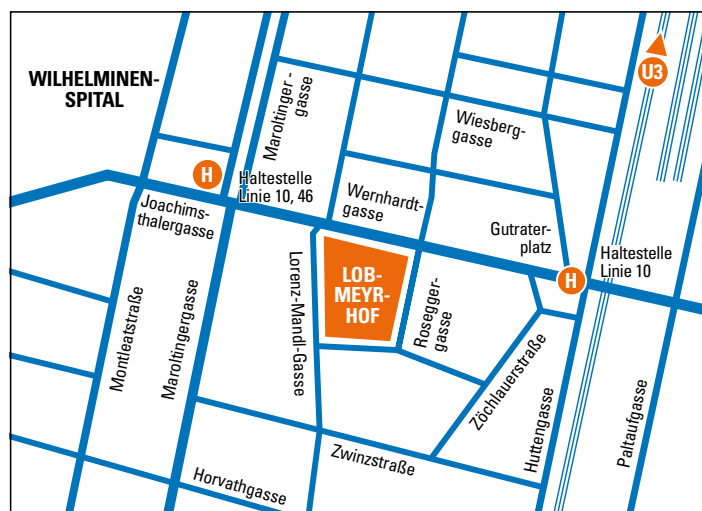 WILHELMINEN-
SPITAL
Maroltinger-
gasse
U3
Wiesberg-
gasse
H
Haltestelle
Linie 10, 46
Joachims-
thalergasse
Wernhardt-
gasse
Gutrater-
platz
Haltestelle
Linie 10
H
LOB-
MEYR-
HOF
Lorenz-Mandl-Gasse
Rosegger-
gasse
Montleatstraße
Maroltingergasse
Zöchlauerstraße
Huttengasse
Paltaufgasse
Zwinzstraße
Horvathgasse